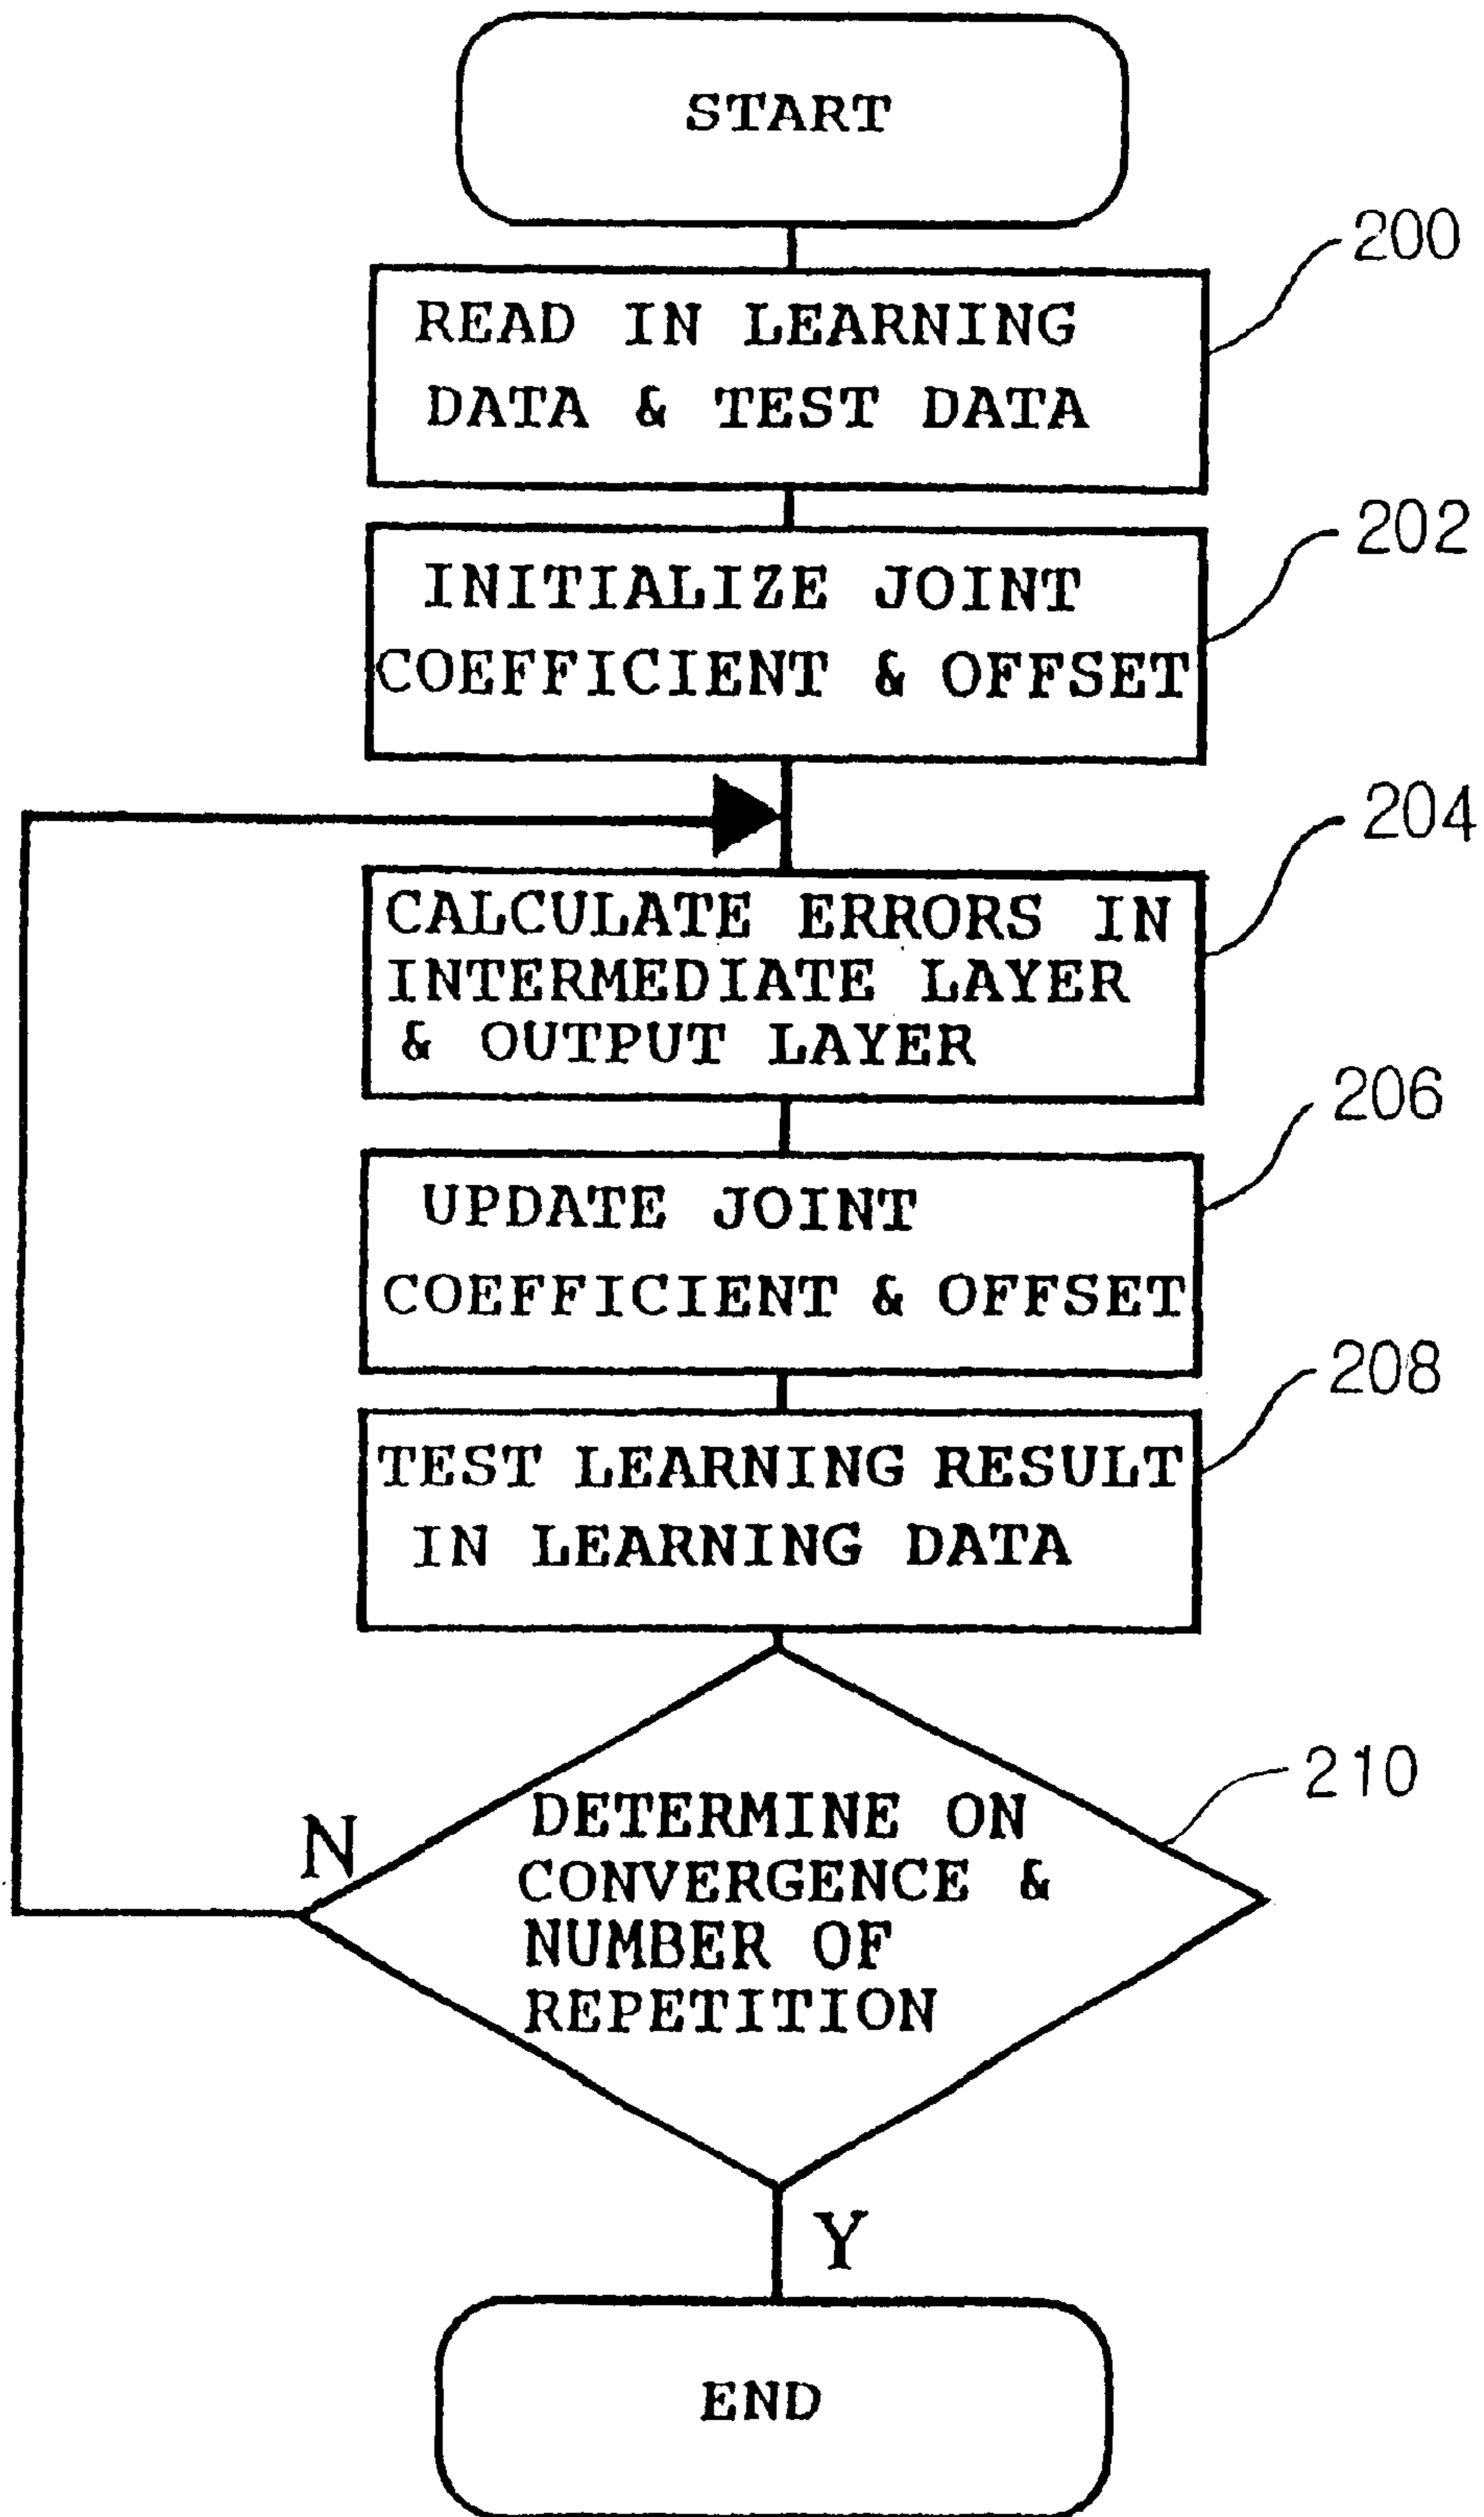 START
200
READ IN LEARNING
DATA & TEST DATA
202
INITIALIZE JOINT
COEFFICIENT & OFFSET
204
CALCULATE ERRORS IN
INTERMEDIATE LAYER
& OUTPUT LAYER
206
UPDATE JOINT
COEFFICIENT & OFFSET
208
TEST LEARNING RESULT
IN LEARNING DATA
210
DETERMINE ON
CONVERGENCE &
NUMBER OF
REPETITION
N
Y
END